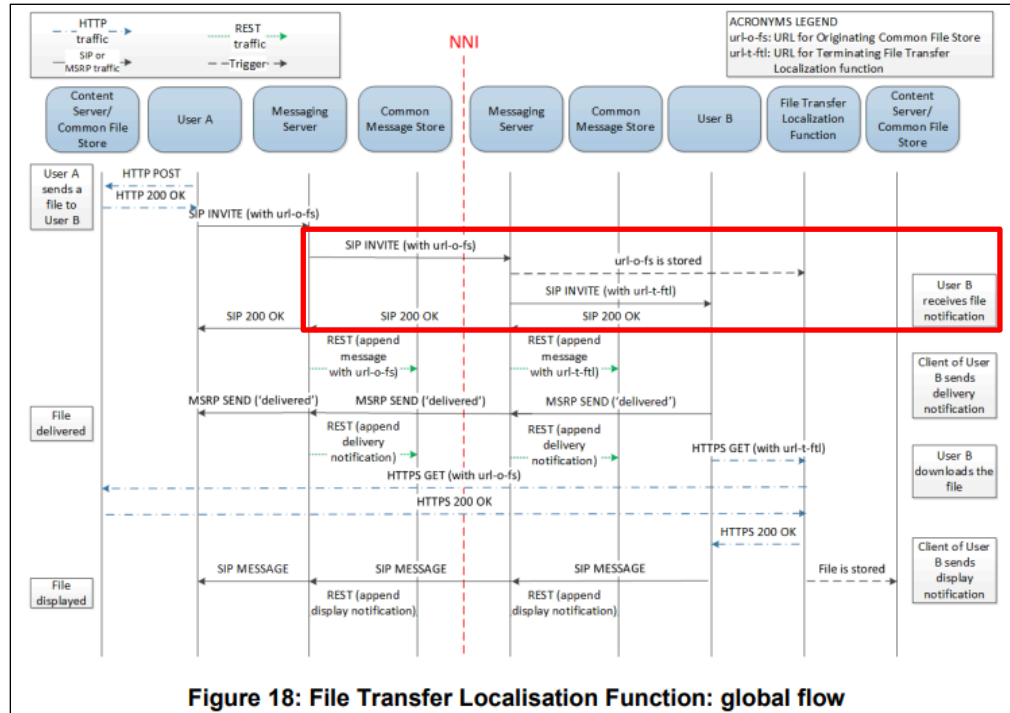 HTTP
traffic
REST
traffic
SIP or
MSRP traffic
Trigger
NNI
ACRONYMS LEGEND
url-o-fs: URL for Originating Common File Store
url-t-ftl: URL for Terminating File Transfer
Localization function
Content
Server/
Common File
Store
User A
Messaging
Server
Common
Message Store
Messaging
Server
Common
Message Store
User B
File Transfer
Localization
Function
Content
Server/
Common File
Store
User A
sends a
file to
User B
HTTP POST
HTTP 200 OK
SIP INVITE (with url-o-fs)
SIP INVITE (with url-o-fs)
url-o-fs is stored
SIP INVITE (with url-t-ftl)
User B
receives file
notification
SIP 200 OK
SIP 200 OK
SIP 200 OK
REST (append
message
with url-o-fs)
REST (append
message
with url-t-ftl)
Client of User
B sends
delivery
notification
MSRP SEND ('delivered')
MSRP SEND ('delivered')
MSRP SEND ('delivered')
File
delivered
REST (append
delivery
notification)
REST (append
delivery
notification)
HTTPS GET (with url-t-ftl)
User B
downloads the
file
HTTPS GET (with url-o-fs)
HTTPS 200 OK
HTTPS 200 OK
Client of User
B sends
display
notification
SIP MESSAGE
SIP MESSAGE
SIP MESSAGE
File is stored
File
displayed
REST (append
display notification)
REST (append
display notification)
Figure 18: File Transfer Localisation Function: global flow